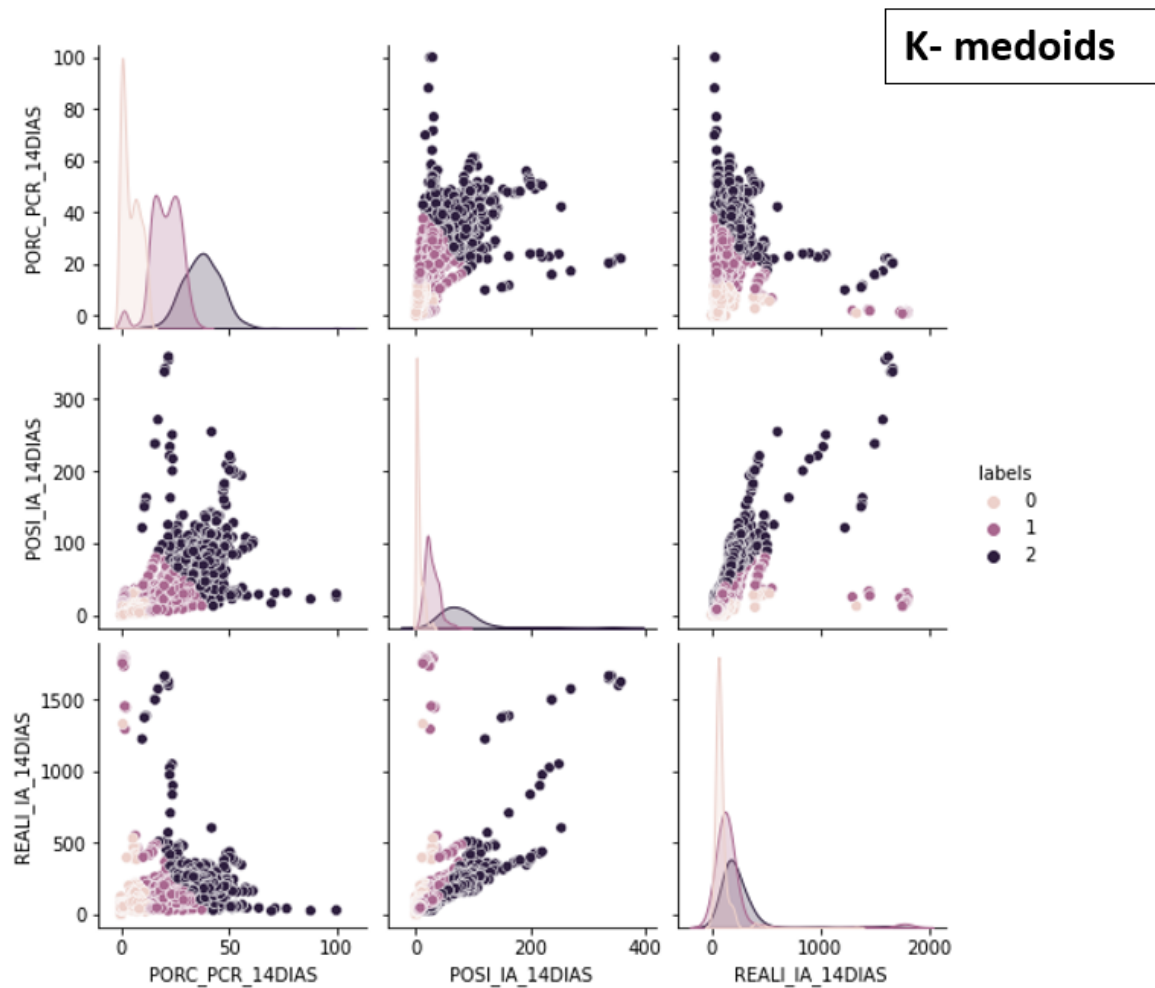 K- medoids
PORC_PCR_14DIAS
100
80
60
40
20
0
POSI_IA_14DIAS
300
200
100
0
labels
0
1
2
REALI_IA_14DIAS
1500
1000
500
0
0 50 100
0 200 400
0 1000 2000
PORC_PCR_14DIAS
POSI_IA_14DIAS
REALI_IA_14DIAS